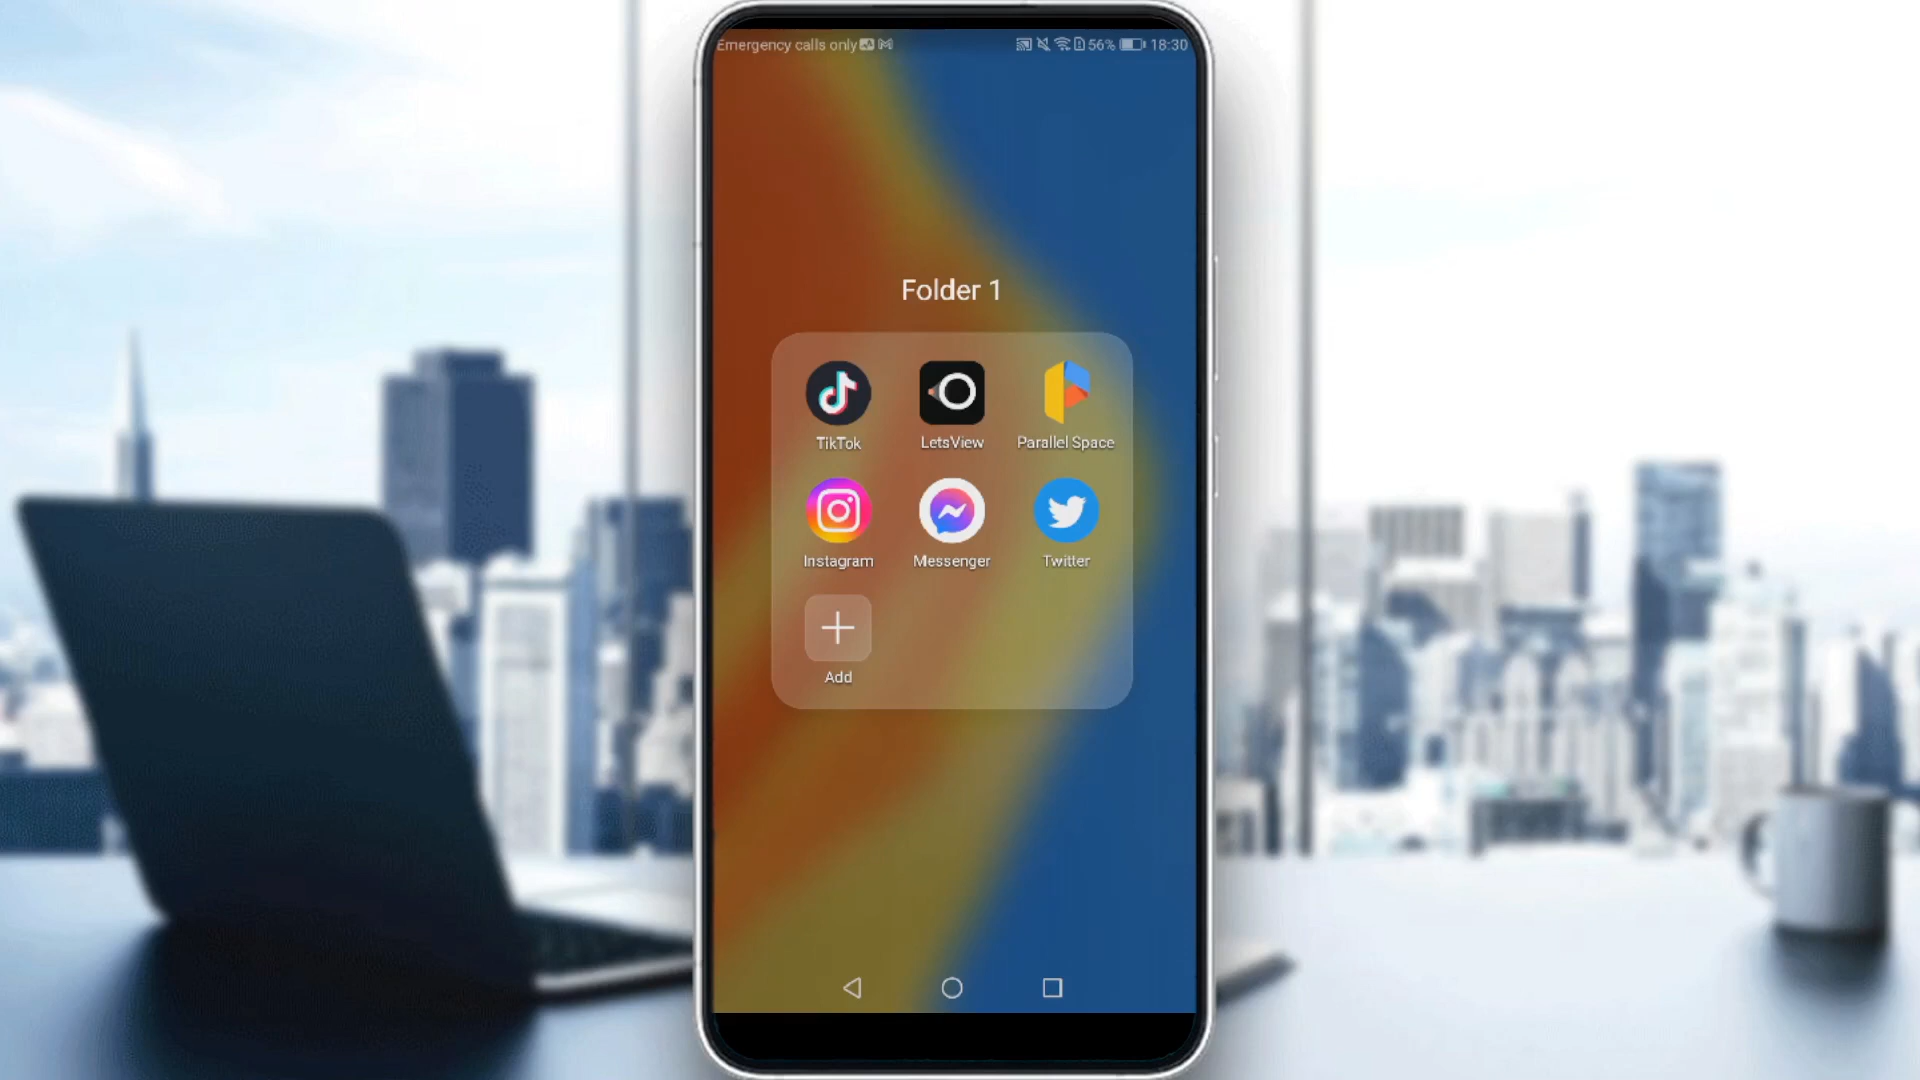 Emergency calls only 56% 18:30
Folder 1
TikTok LetsView Parallel Space
Instagram Messenger Twitter
Add